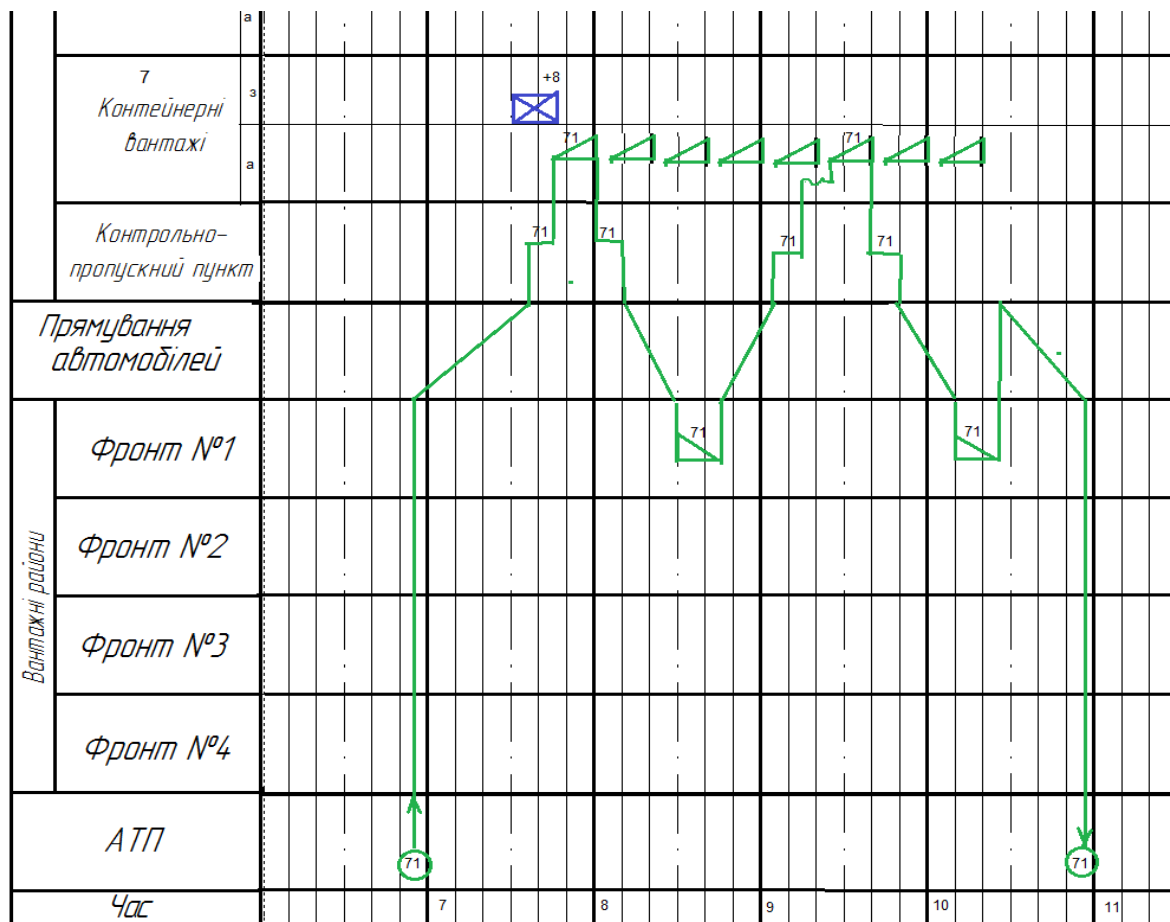 а
7
Контейнерні
вантажі
з
+8
а
71
71
Контрольно-
пропускний пункт
71
71
71
71
Прямування
автомобілей
Вантажні райони
Фронт №1
71
71
Фронт №2
Фронт №3
Фронт №4
АТП
71
71
Час
7
8
9
10
11